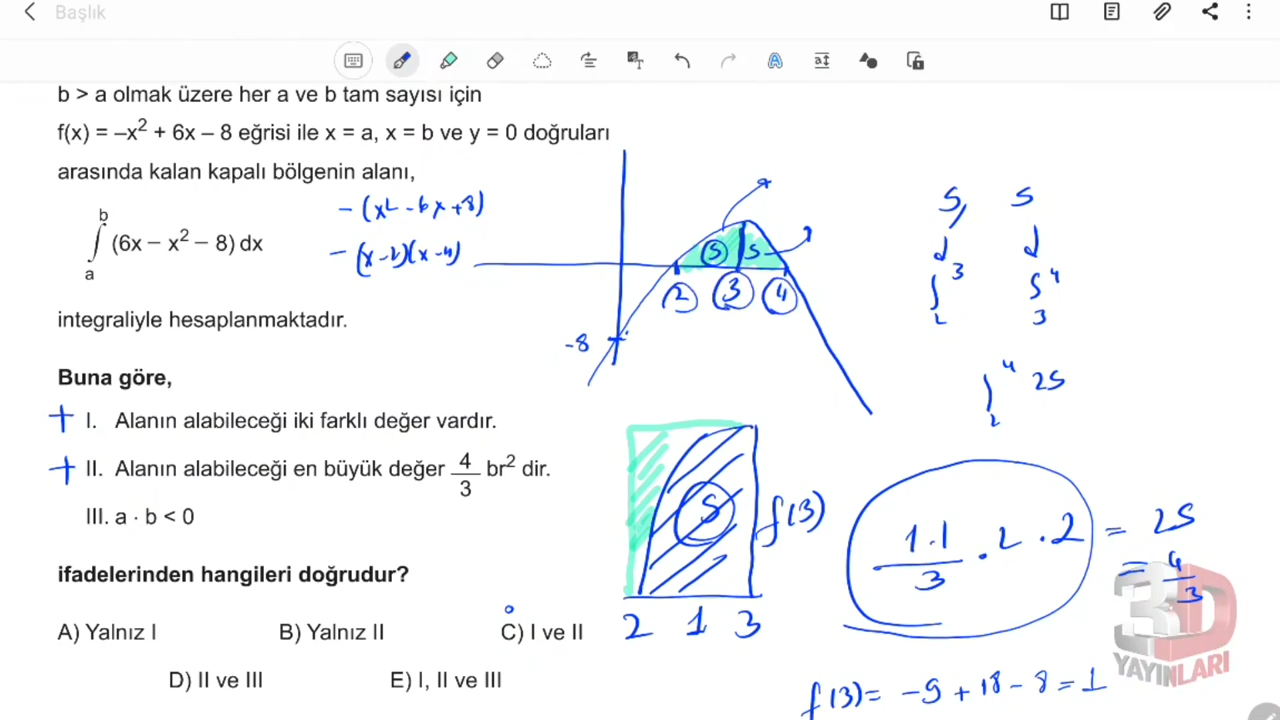 Başlık
b > a olmak üzere her a ve b tam sayısı için
f(x) = –x² + 6x – 8 eğrisi ile x = a, x = b ve y = 0 doğruları
arasında kalan kapalı bölgenin alanı,
b
∫ (6x – x² – 8) dx
a
-(x² - 6x + 8)
-(x-2)(x-4)
integraliyle hesaplanmaktadır.
S
S
2
3
4
-8
S, S
↓ ↓
∫₂³ ∫₃⁴
∫₂⁴ 2S
Buna göre,
+ I. Alanın alabileceği iki farklı değer vardır.
+ II. Alanın alabileceği en büyük değer 4/3 br² dir.
III. a · b < 0
ifadelerinden hangileri doğrudur?
A) Yalnız I B) Yalnız II C) I ve II
D) II ve III E) I, II ve III
S
f(3)
2 1 3
1.1/3 . 2 . 2 = 2S
= 4/3
f(3) = -9 + 18 - 8 = 1
3D
YAYINLARI